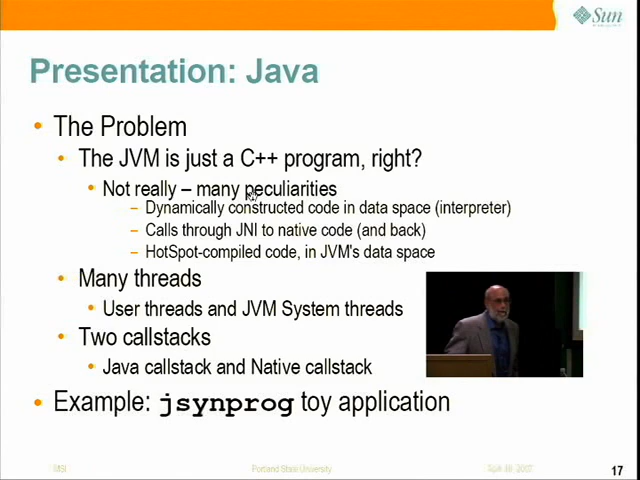 Sun
Presentation: Java
• The Problem
• The JVM is just a C++ program, right?
• Not really – many peculiarities
– Dynamically constructed code in data space (interpreter)
– Calls through JNI to native code (and back)
– HotSpot-compiled code, in JVM's data space
• Many threads
• User threads and JVM System threads
• Two callstacks
• Java callstack and Native callstack
• Example: jsynprog toy application
Portland State University
17